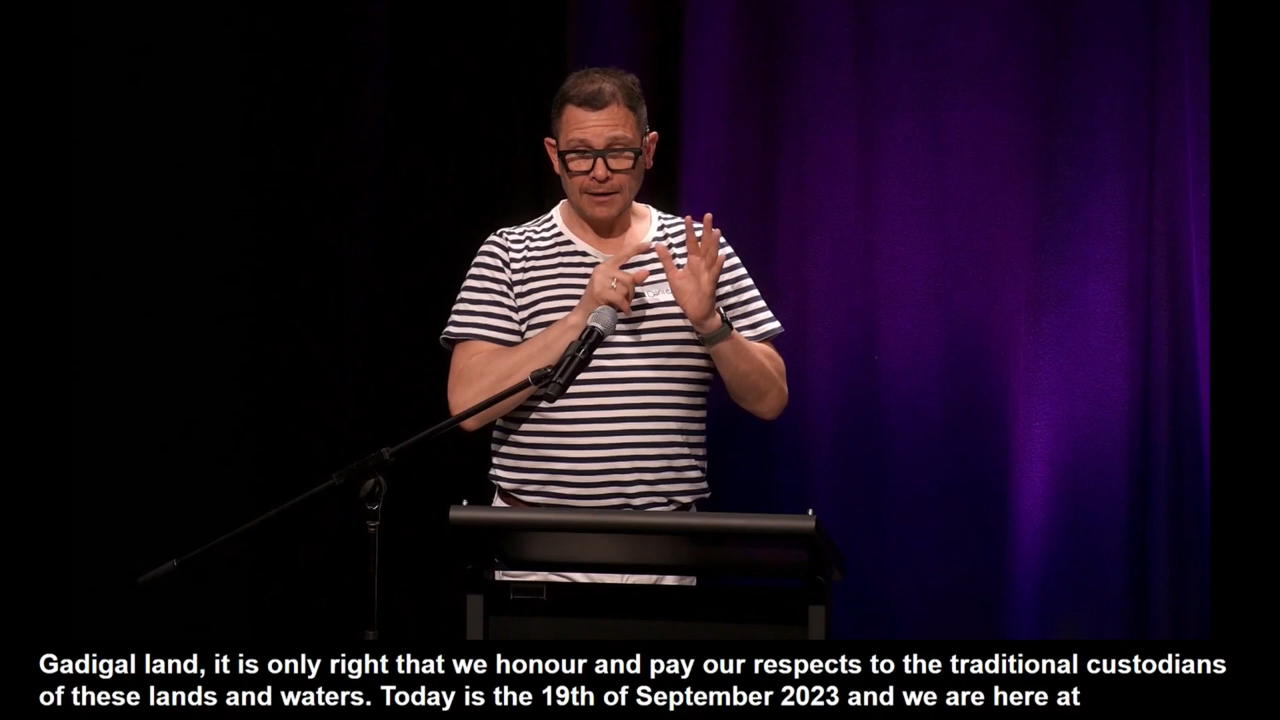 Gadigal land, it is only right that we honour and pay our respects to the traditional custodians
of these lands and waters. Today is the 19th of September 2023 and we are here at